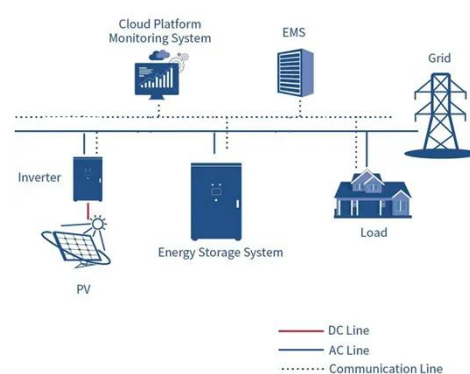 Cloud Platform
Monitoring System
EMS
Grid
Inverter
Energy Storage System
Load
PV
DC Line
AC Line
Communication Line